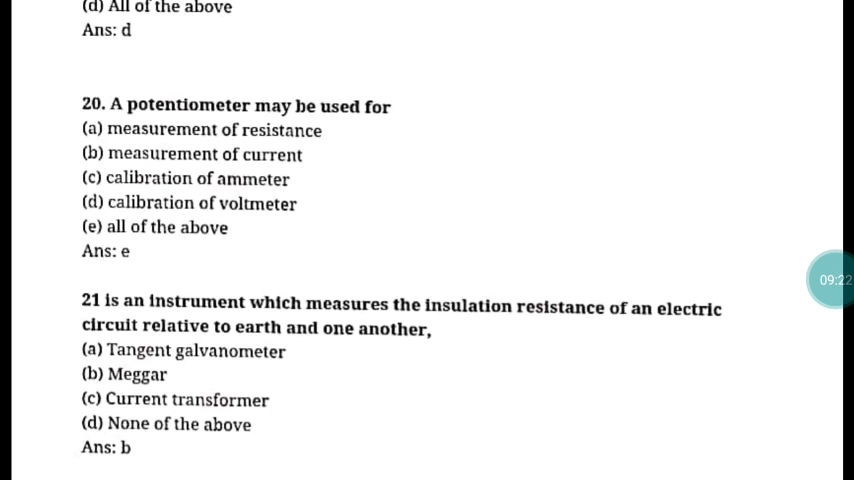 (d) All of the above
Ans: d
20. A potentiometer may be used for
(a) measurement of resistance
(b) measurement of current
(c) calibration of ammeter
(d) calibration of voltmeter
(e) all of the above
Ans: e
09:22
21 is an instrument which measures the insulation resistance of an electric
circuit relative to earth and one another,
(a) Tangent galvanometer
(b) Meggar
(c) Current transformer
(d) None of the above
Ans: b